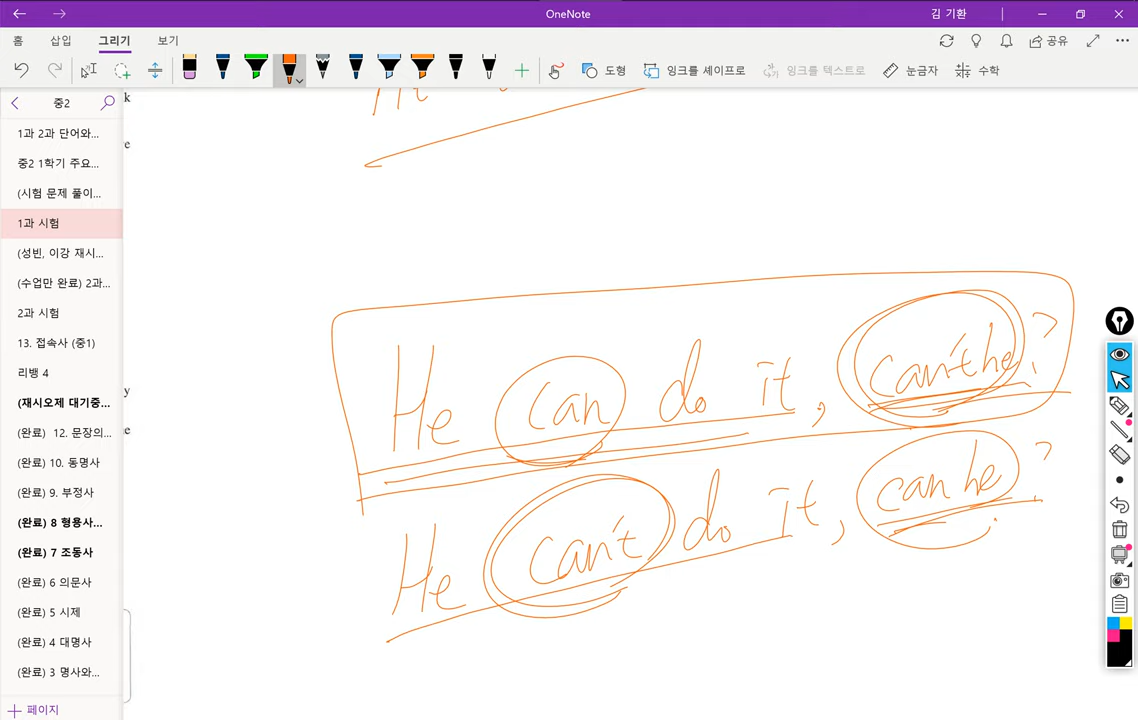 OneNote
김 기환
홈 삽입 그리기 보기
공유
도형 잉크를 셰이프로 잉크를 텍스트로 눈금자 수학
중2
1과 2과 단어와...
중2 1학기 주요...
(시험 문제 풀이...
1과 시험
(성빈, 이강 재시...
(수업만 완료) 2과...
2과 시험
13. 접속사 (중1)
리뱅 4
(재시오제 대기중...
(완료) 12. 문장의...
(완료) 10. 동명사
(완료) 9. 부정사
(완료) 8 형용사...
(완료) 7 조동사
(완료) 6 의문사
(완료) 5 시제
(완료) 4 대명사
(완료) 3 명사와...
페이지
k
e
y
e
He can do it, can't he?
He can't do it, can he?